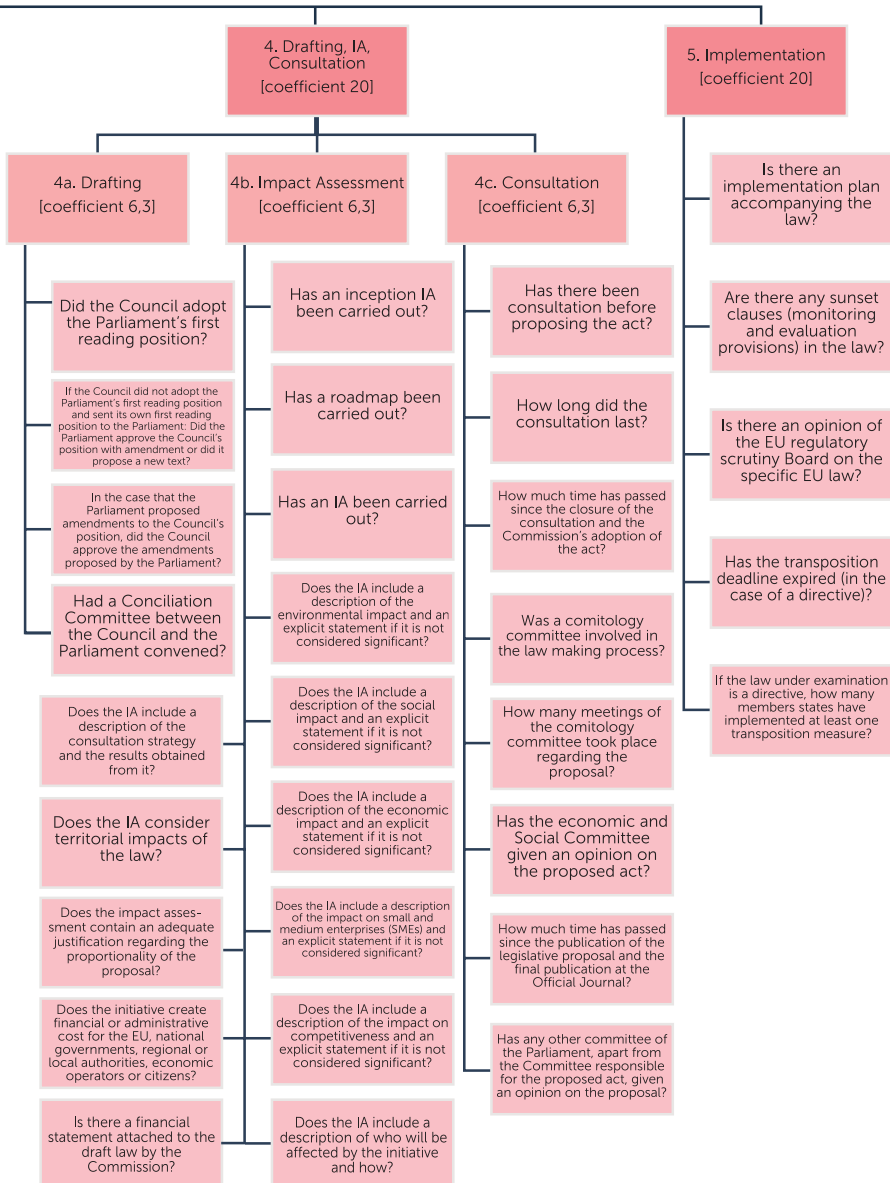 4. Drafting, IA,
Consultation
[coefficient 20]
5. Implementation
[coefficient 20]
4a. Drafting
[coefficient 6,3]
4b. Impact Assessment
[coefficient 6,3]
4c. Consultation
[coefficient 6,3]
Did the Council adopt
the Parliament's first
reading position?
If the Council did not adopt the
Parliament's first reading position
and sent its own first reading
position to the Parliament: Did the
Parliament approve the Council's
position with amendment or did it
propose a new text?
In the case that the
Parliament proposed
amendments to the Council's
position, did the Council
approve the amendments
proposed by the Parliament?
Had a Conciliation
Committee between
the Council and the
Parliament convened?
Has an inception IA
been carried out?
Has a roadmap been
carried out?
Has an IA been carried
out?
Does the IA include a
description of the
environmental impact and an
explicit statement if it is not
considered significant?
Does the IA include a
description of the social
impact and an explicit
statement if it is not
considered significant?
Does the IA include a
description of the economic
impact and an explicit
statement if it is not
considered significant?
Does the IA include a description
of the impact on small and
medium enterprises (SMEs) and
an explicit statement if it is not
considered significant?
Does the IA include a
description of the impact on
competitiveness and an
explicit statement if it is not
considered significant?
Does the IA include a
description of who will be
affected by the initiative
and how?
Does the IA include a
description of the
consultation strategy
and the results obtained
from it?
Does the IA consider
territorial impacts of
the law?
Does the impact asses-
sment contain an adequate
justification regarding the
proportionality of the
proposal?
Does the initiative create
financial or administrative
cost for the EU, national
governments, regional or
local authorities, economic
operators or citizens?
Is there a financial
statement attached to the
draft law by the
Commission?
Has there been
consultation before
proposing the act?
How long did the
consultation last?
How much time has passed
since the closure of the
consultation and the
Commission's adoption of
the act?
Was a comitology
committee involved in
the law making process?
How many meetings of
the comitology
committee took place
regarding the
proposal?
Has the economic and
Social Committee
given an opinion on
the proposed act?
How much time has passed
since the publication of the
legislative proposal and the
final publication at the
Official Journal?
Has any other committee of
the Parliament, apart from
the Committee responsible
for the proposed act, given
an opinion on the proposal?
Is there an
implementation plan
accompanying the
law?
Are there any sunset
clauses (monitoring
and evaluation
provisions) in the law?
Is there an opinion of
the EU regulatory
scrutiny Board on the
specific EU law?
Has the transposition
deadline expired (in the
case of a directive)?
If the law under examination
is a directive, how many
members states have
implemented at least one
transposition measure?